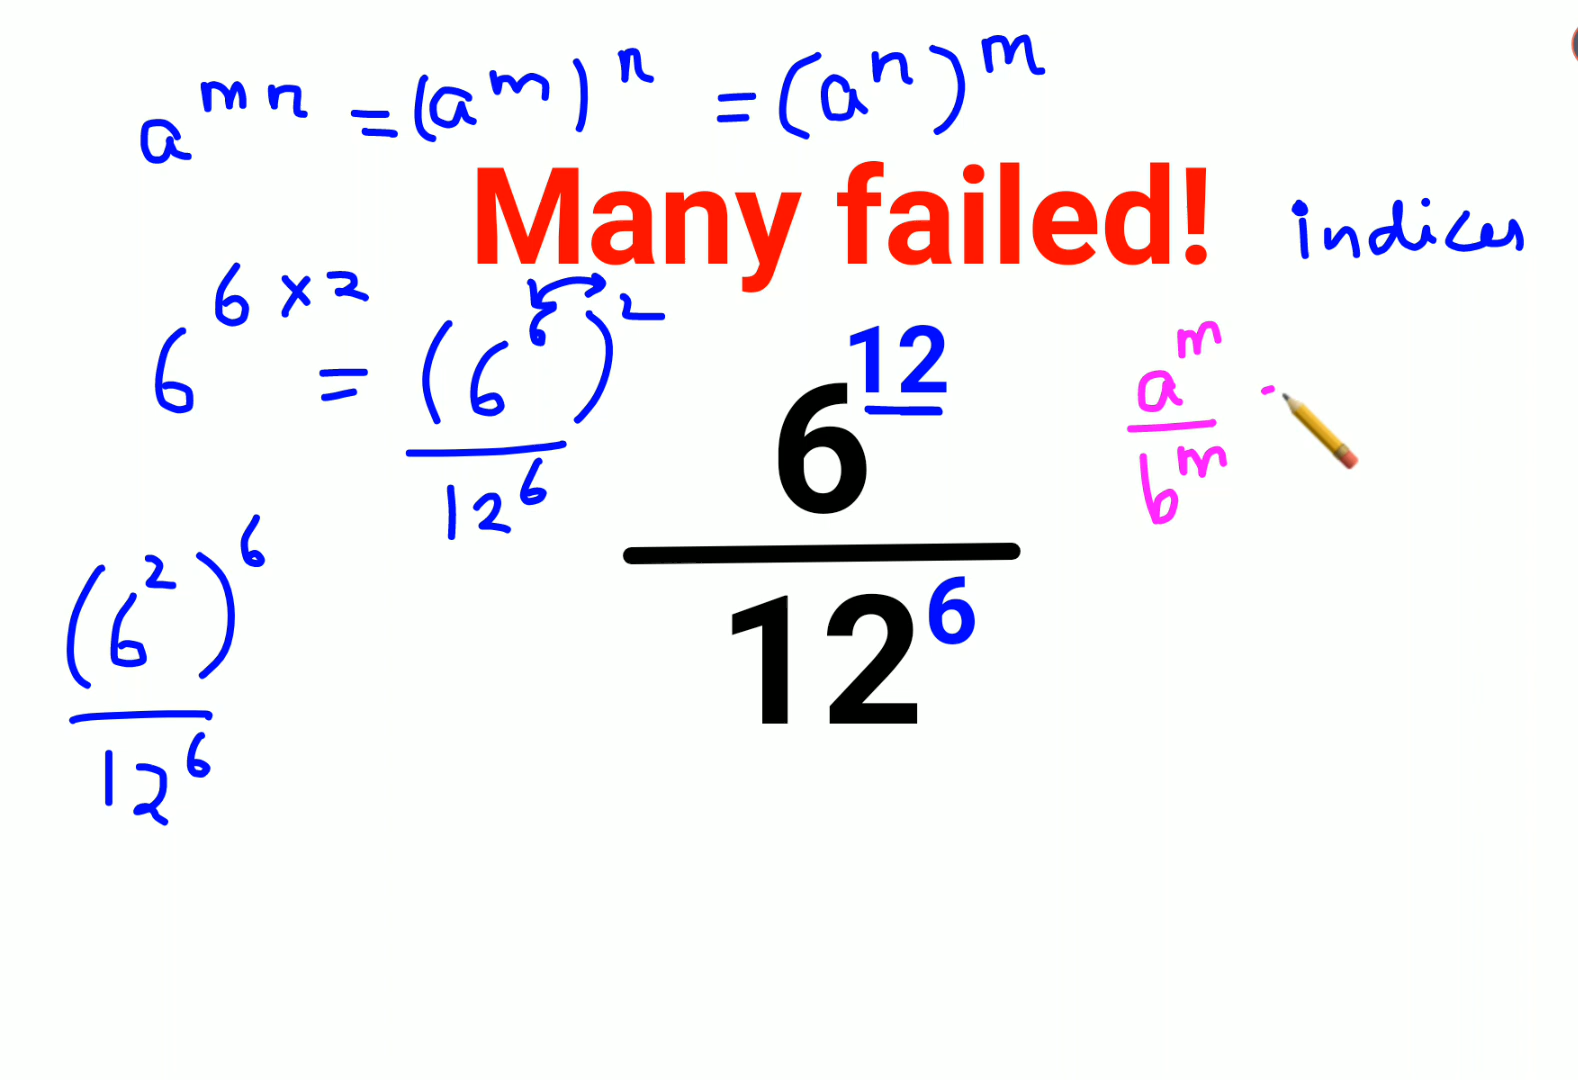 a^{mn} = (a^m)^n = (a^n)^m
Many failed!
indices
6^{6×2} = (6^6)^2
12^6
6^{12}
12^6
a^m
b^m
(6^2)^6
12^6